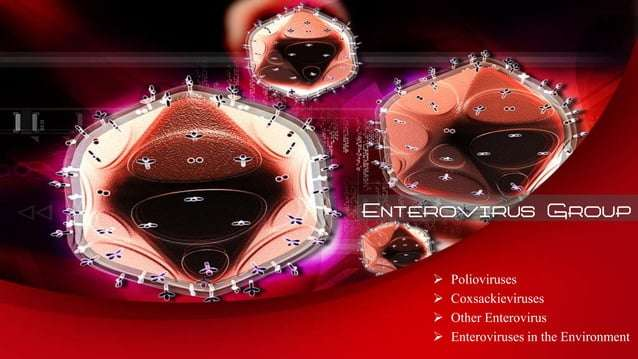 Enterovirus Group
➢ Polioviruses
➢ Coxsackieviruses
➢ Other Enterovirus
➢ Enteroviruses in the Environment